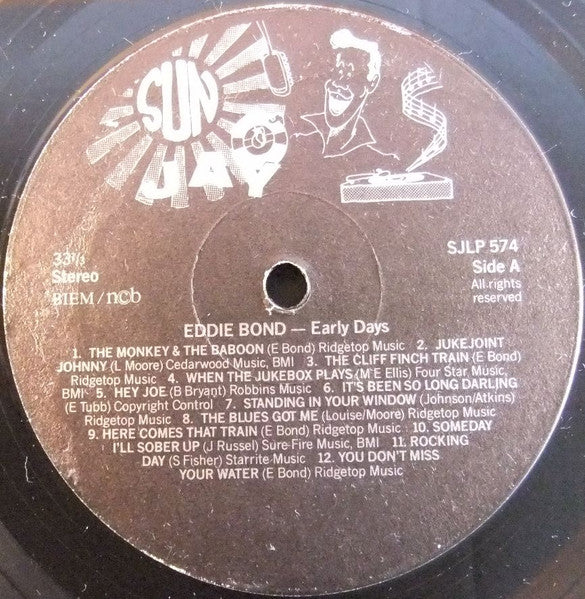 SUN
JAY
33⅓
Stereo
BIEM/ncb
SJLP 574
Side A
All rights
reserved
EDDIE BOND — Early Days
1. THE MONKEY & THE BABOON (E Bond) Ridgetop Music 2. JUKEJOINT
JOHNNY (L Moore) Cedarwood Music, BMI 3. THE CLIFF FINCH TRAIN (E Bond)
Ridgetop Music 4. WHEN THE JUKEBOX PLAYS (M E Ellis) Four Star Music,
BMI 5. HEY JOE (B Bryant) Robbins Music 6. IT'S BEEN SO LONG DARLING
(E Tubb) Copyright Control 7. STANDING IN YOUR WINDOW (Johnson/Atkins)
Ridgetop Music 8. THE BLUES GOT ME (Louise/Moore) Ridgetop Music
9. HERE COMES THAT TRAIN (E Bond) Ridgetop Music 10. SOMEDAY
I'LL SOBER UP (J Russel) Sure-Fire Music, BMI 11. ROCKING
DAY (S Fisher) Starrite Music 12. YOU DON'T MISS
YOUR WATER (E Bond) Ridgetop Music